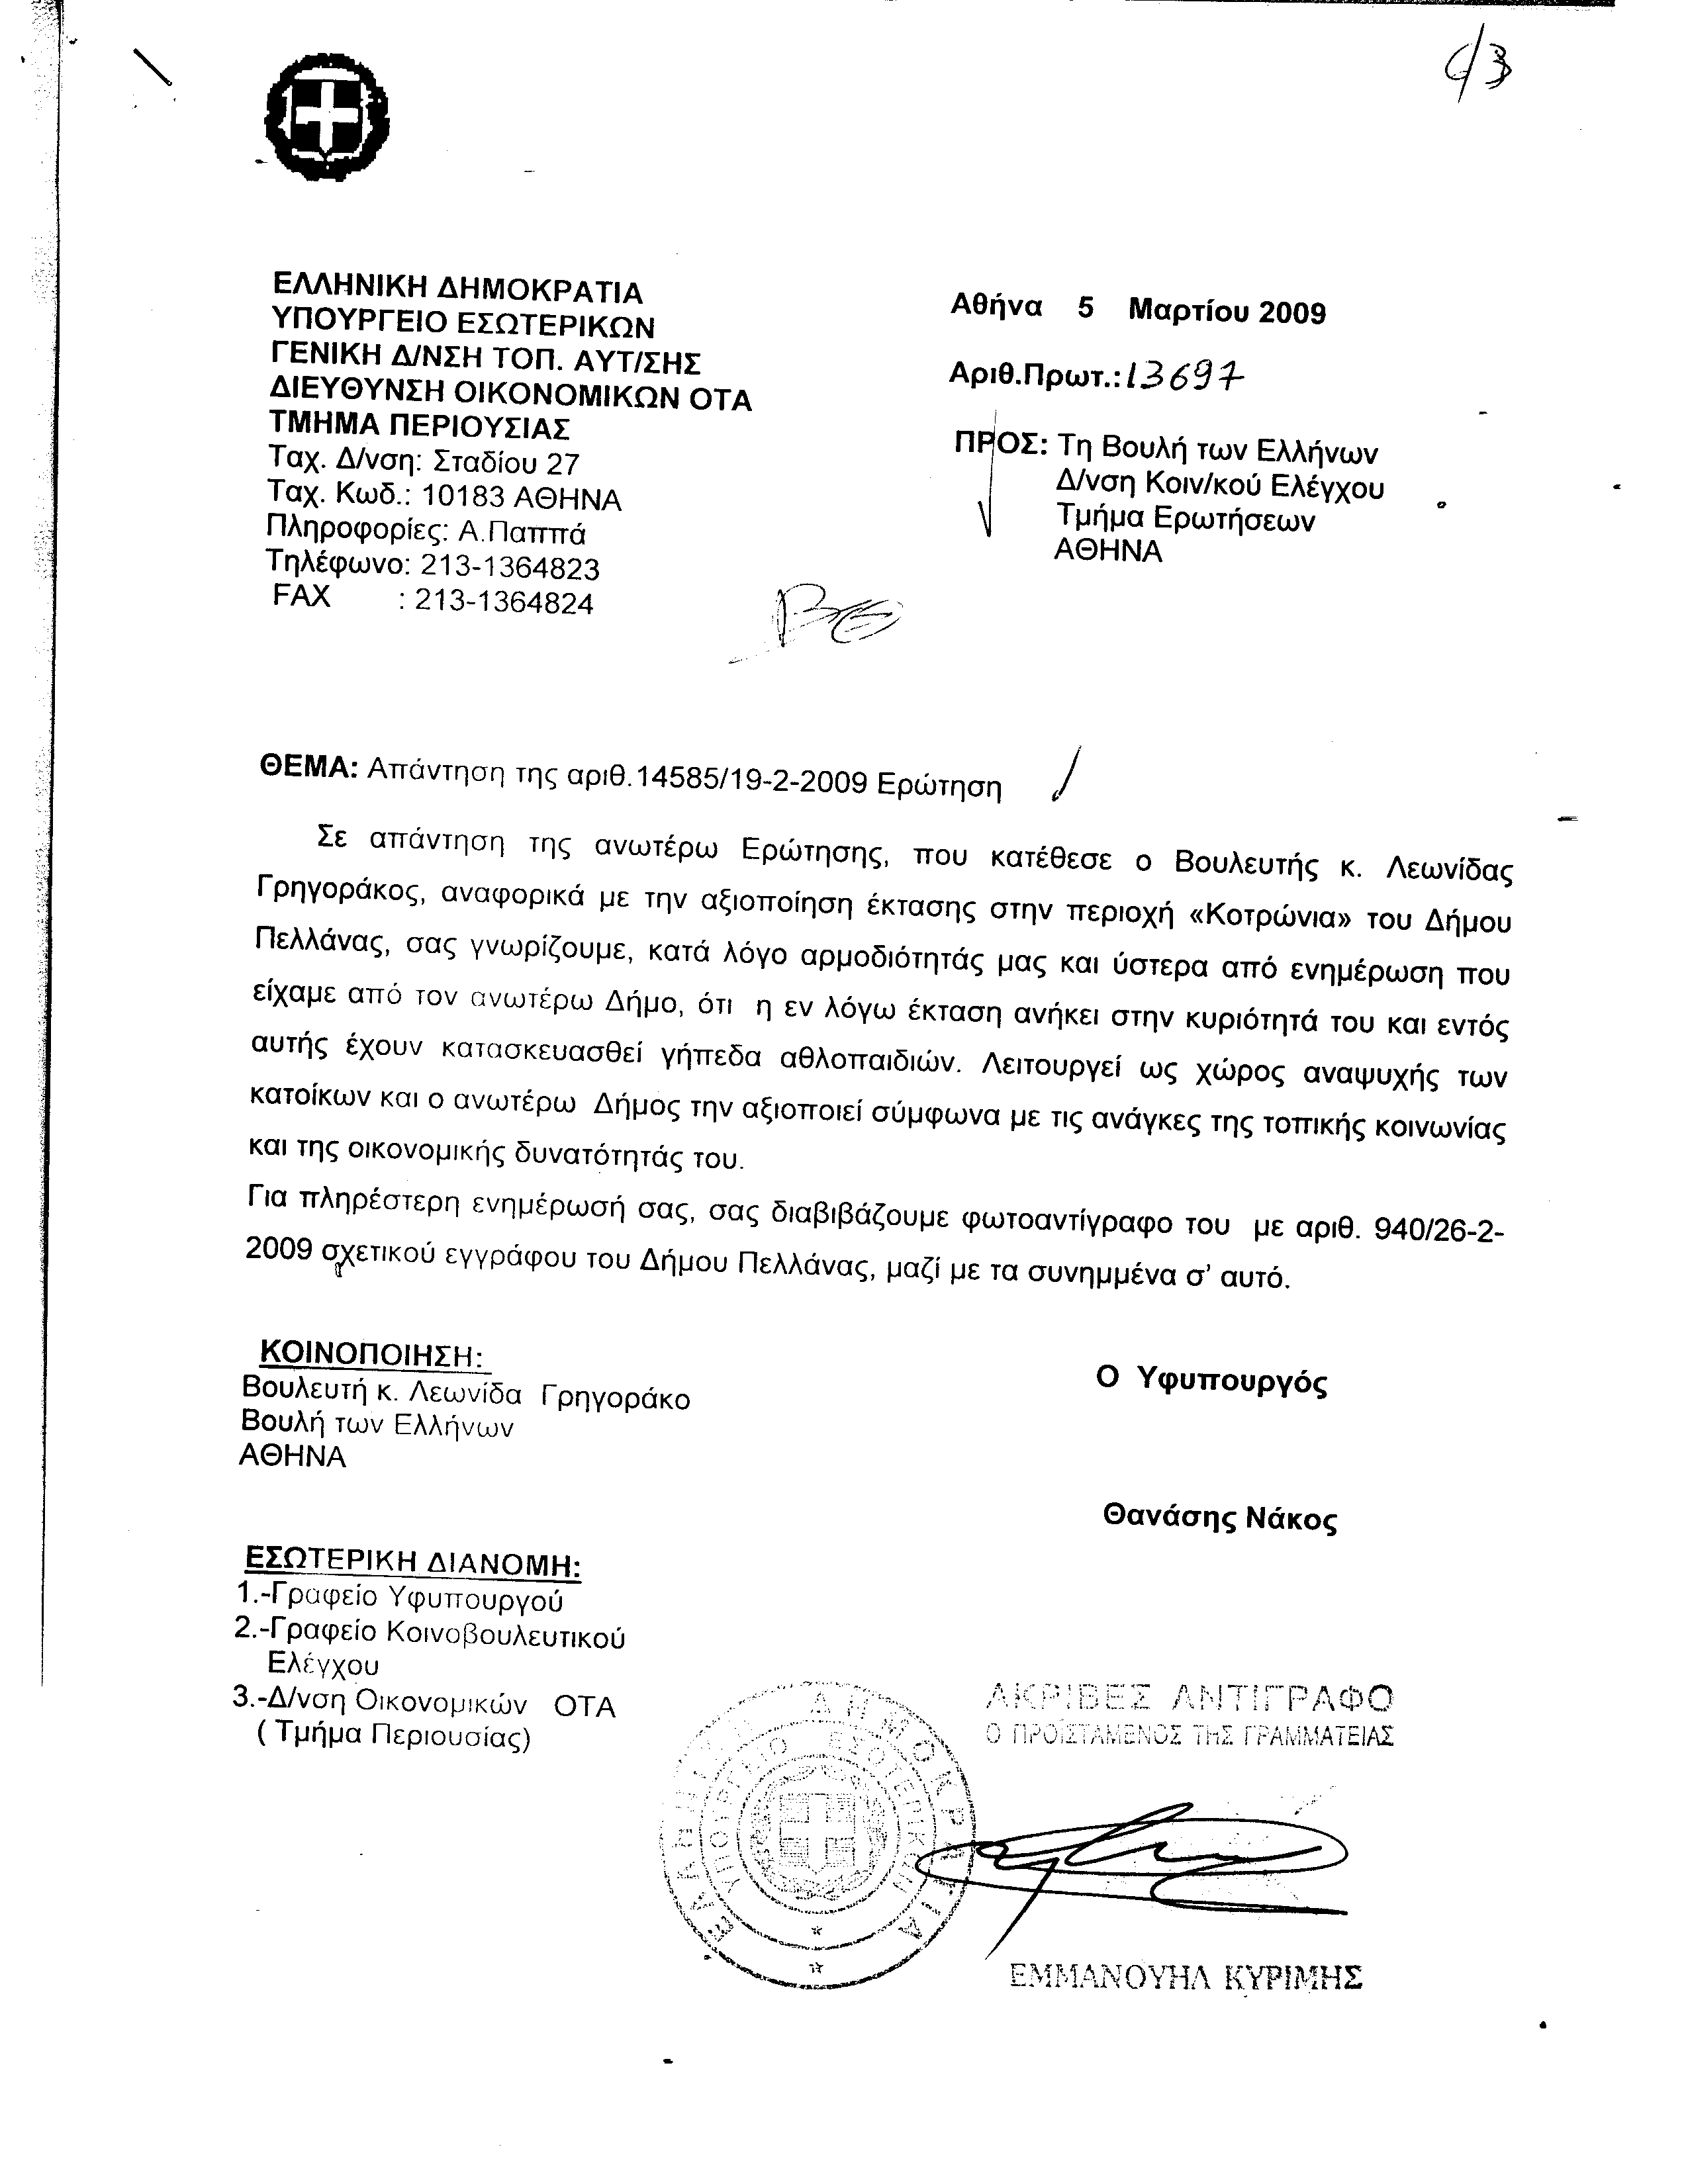 ΕΛΛΗΝΙΚΗ ΔΗΜΟΚΡΑΤΙΑ
ΥΠΟΥΡΓΕΙΟ ΕΣΩΤΕΡΙΚΩΝ
ΓΕΝΙΚΗ Δ/ΝΣΗ ΤΟΠ. ΑΥΤ/ΣΗΣ
ΔΙΕΥΘΥΝΣΗ ΟΙΚΟΝΟΜΙΚΩΝ ΟΤΑ
ΤΜΗΜΑ ΠΕΡΙΟΥΣΙΑΣ
Ταχ. Δ/νση: Σταδίου 27
Ταχ. Κωδ.: 10183 ΑΘΗΝΑ
Πληροφορίες: Α.Παππά
Τηλέφωνο: 213-1364823
FAX : 213-1364824
Αθήνα 5 Μαρτίου 2009
Αριθ.Πρωτ.: 13697
ΠΡΟΣ: Τη Βουλή των Ελλήνων
Δ/νση Κοιν/κού Ελέγχου
Τμήμα Ερωτήσεων
ΑΘΗΝΑ
ΘΕΜΑ: Απάντηση της αριθ.14585/19-2-2009 Ερώτηση
Σε απάντηση της ανωτέρω Ερώτησης, που κατέθεσε ο Βουλευτής κ. Λεωνίδας
Γρηγοράκος, αναφορικά με την αξιοποίηση έκτασης στην περιοχή «Κοτρώνια» του Δήμου
Πελλάνας, σας γνωρίζουμε, κατά λόγο αρμοδιότητάς μας και ύστερα από ενημέρωση που
είχαμε από τον ανωτέρω Δήμο, ότι η εν λόγω έκταση ανήκει στην κυριότητά του και εντός
αυτής έχουν κατασκευασθεί γήπεδα αθλοπαιδιών. Λειτουργεί ως χώρος αναψυχής των
κατοίκων και ο ανωτέρω Δήμος την αξιοποιεί σύμφωνα με τις ανάγκες της τοπικής κοινωνίας
και της οικονομικής δυνατότητάς του.
Για πληρέστερη ενημέρωσή σας, σας διαβιβάζουμε φωτοαντίγραφο του με αριθ. 940/26-2-
2009 σχετικού εγγράφου του Δήμου Πελλάνας, μαζί με τα συνημμένα σ' αυτό.
ΚΟΙΝΟΠΟΙΗΣΗ:
Βουλευτή κ. Λεωνίδα Γρηγοράκο
Βουλή των Ελλήνων
ΑΘΗΝΑ
Ο Υφυπουργός
Θανάσης Νάκος
ΕΣΩΤΕΡΙΚΗ ΔΙΑΝΟΜΗ:
1.-Γραφείο Υφυπουργού
2.-Γραφείο Κοινοβουλευτικού
Ελέγχου
3.-Δ/νση Οικονομικών ΟΤΑ
( Τμήμα Περιουσίας)
ΕΛΛΗΝΙΚΗ ΔΗΜΟΚΡΑΤΙΑ
ΥΠΟΥΡΓΕΙΟ ΕΣΩΤΕΡΙΚΩΝ
ΑΚΡΙΒΕΣ ΑΝΤΙΓΡΑΦΟ
Ο ΠΡΟΪΣΤΑΜΕΝΟΣ ΤΗΣ ΓΡΑΜΜΑΤΕΙΑΣ
ΕΜΜΑΝΟΥΗΛ ΚΥΡΙΜΗΣ